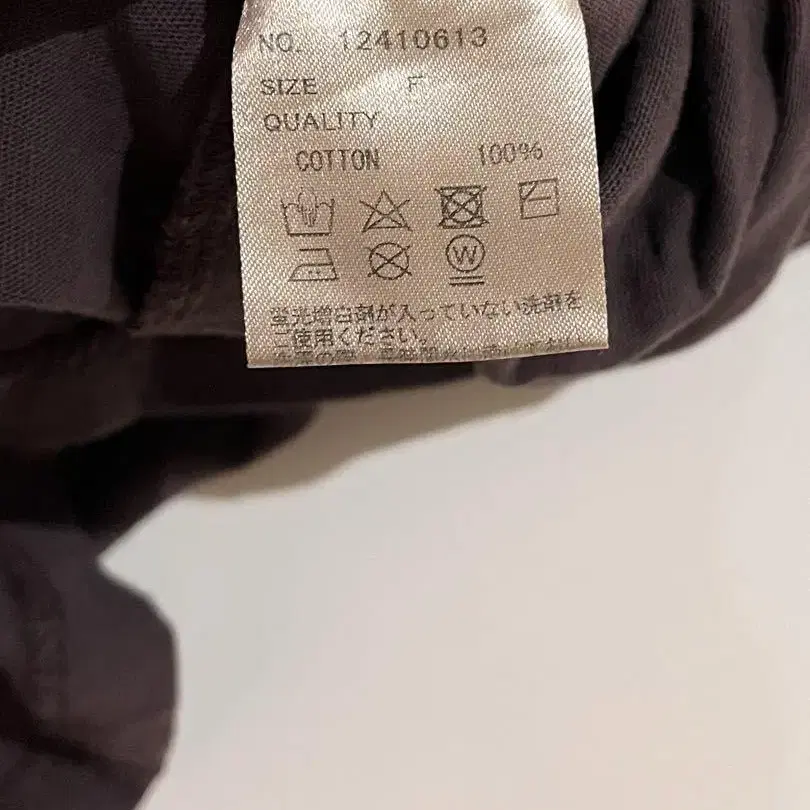 NO. 12410613
SIZE F
QUALITY
COTTON 100%
W
蛍光増白剤が入っていない洗剤を
ご使用ください。